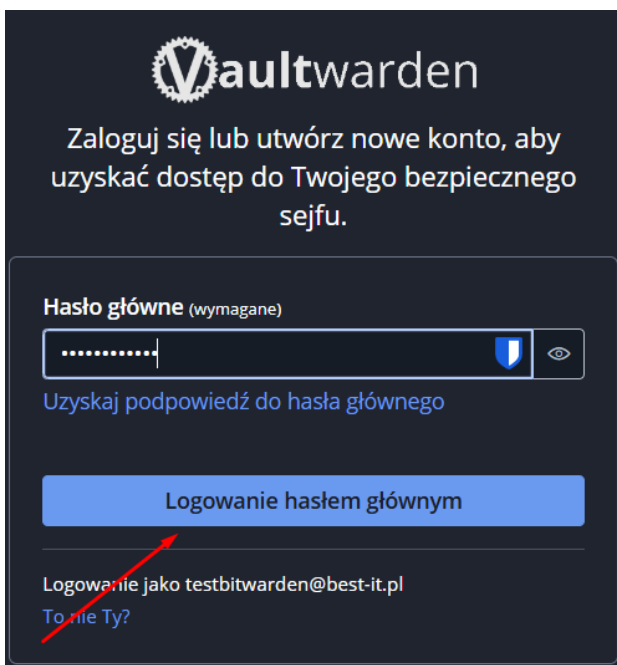 Vaultwarden
Zaloguj się lub utwórz nowe konto, aby
uzyskać dostęp do Twojego bezpiecznego
sejfu.
Hasło główne (wymagane)
Uzyskaj podpowiedź do hasła głównego
Logowanie hasłem głównym
Logowanie jako testbitwarden@best-it.pl
To nie Ty?